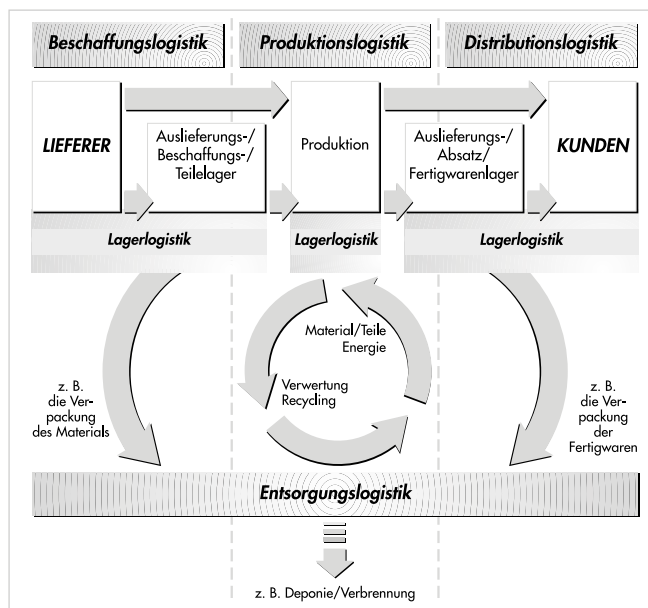 Beschaffungslogistik
Produktionslogistik
Distributionslogistik
LIEFERER
Auslieferungs-/
Beschaffungs-/
Teilelager
Produktion
Auslieferungs-/
Absatz/
Fertigwarenlager
KUNDEN
Lagerlogistik
Lagerlogistik
Lagerlogistik
Material/Teile
Energie
Verwertung
Recycling
z. B.
die Ver-
packung
des Materials
z. B.
die Ver-
packung
der
Fertigwaren
Entsorgungslogistik
z. B. Deponie/Verbrennung